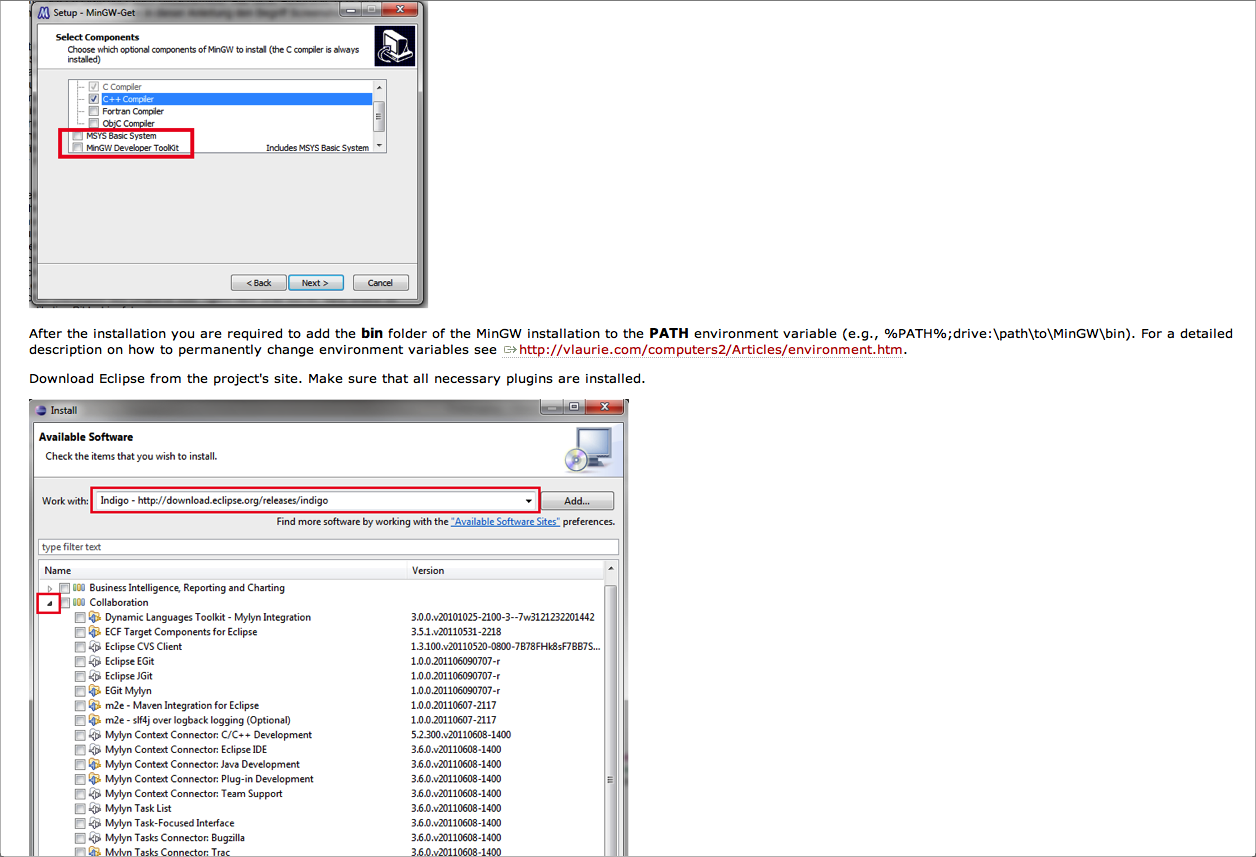 Setup - MinGW-Get
Select Components
Choose which optional components of MinGW to install (the C compiler is always
installed)
C Compiler
C++ Compiler
Fortran Compiler
ObjC Compiler
MSYS Basic System
MinGW Developer ToolKit Includes MSYS Basic System
< Back Next > Cancel
After the installation you are required to add the bin folder of the MinGW installation to the PATH environment variable (e.g., %PATH%;drive:\path\to\MinGW\bin). For a detailed
description on how to permanently change environment variables see http://vlaurie.com/computers2/Articles/environment.htm.
Download Eclipse from the project's site. Make sure that all necessary plugins are installed.
Install
Available Software
Check the items that you wish to install.
Work with: Indigo - http://download.eclipse.org/releases/indigo Add...
Find more software by working with the "Available Software Sites" preferences.
type filter text
Name Version
Business Intelligence, Reporting and Charting
Collaboration
Dynamic Languages Toolkit - Mylyn Integration 3.0.0.v20101025-2100-3--7w3121232201442
ECF Target Components for Eclipse 3.5.1.v20110531-2218
Eclipse CVS Client 1.3.100.v20110520-0800-7B78FHk8sF7BB7S...
Eclipse EGit 1.0.0.201106090707-r
Eclipse JGit 1.0.0.201106090707-r
EGit Mylyn 1.0.0.201106090707-r
m2e - Maven Integration for Eclipse 1.0.0.20110607-2117
m2e - slf4j over logback logging (Optional) 1.0.0.20110607-2117
Mylyn Context Connector: C/C++ Development 5.2.300.v20110608-1400
Mylyn Context Connector: Eclipse IDE 3.6.0.v20110608-1400
Mylyn Context Connector: Java Development 3.6.0.v20110608-1400
Mylyn Context Connector: Plug-in Development 3.6.0.v20110608-1400
Mylyn Context Connector: Team Support 3.6.0.v20110608-1400
Mylyn Task List 3.6.0.v20110608-1400
Mylyn Task-Focused Interface 3.6.0.v20110608-1400
Mylyn Tasks Connector: Bugzilla 3.6.0.v20110608-1400
Mylyn Tasks Connector: Trac 3.6.0.v20110608-1400